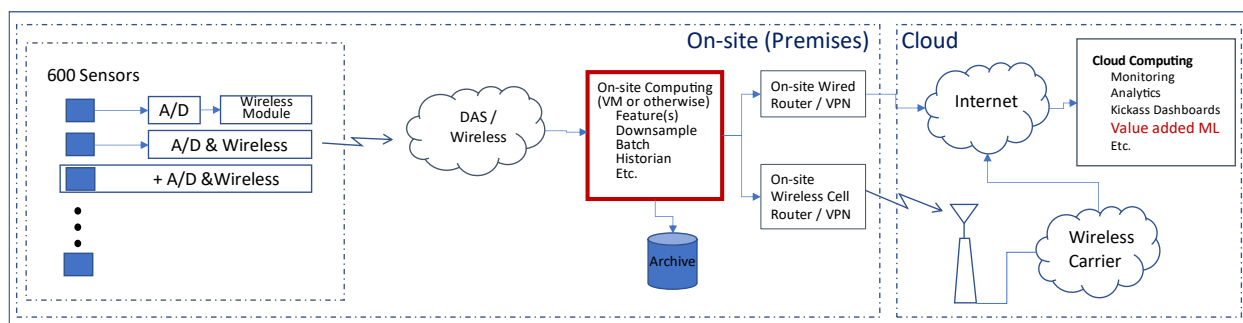 On-site (Premises)
Cloud
600 Sensors
A/D
Wireless
Module
A/D & Wireless
+ A/D &Wireless
DAS /
Wireless
On-site Computing
(VM or otherwise)
Feature(s)
Downsample
Batch
Historian
Etc.
Archive
On-site Wired
Router / VPN
On-site
Wireless Cell
Router / VPN
Internet
Wireless
Carrier
Cloud Computing
Monitoring
Analytics
Kickass Dashboards
Value added ML
Etc.